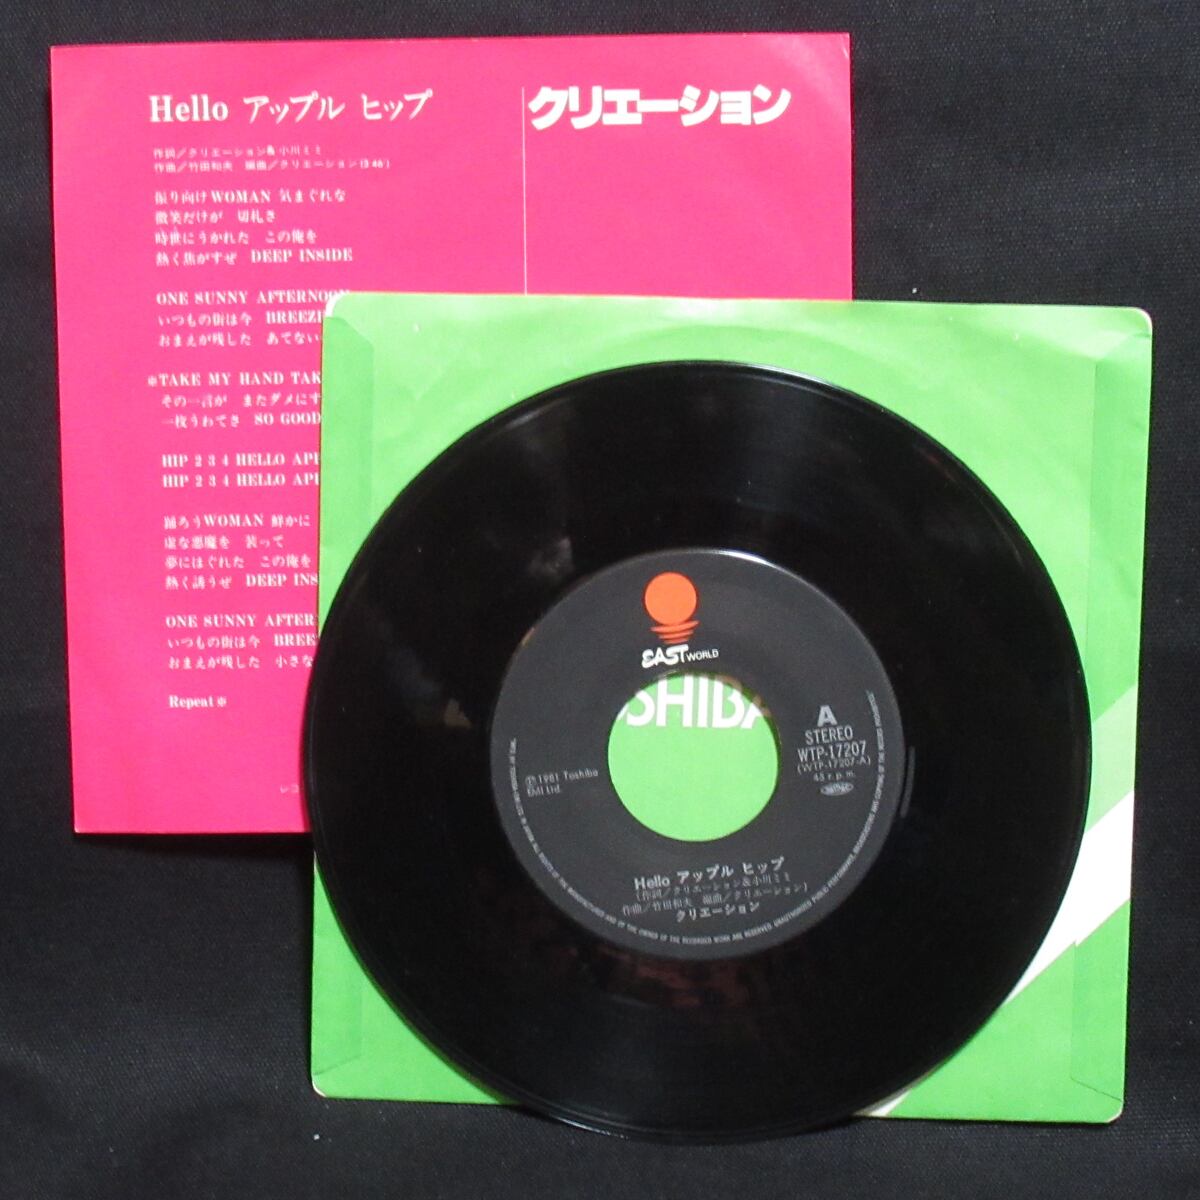 Hello アップル ヒップ
クリエーション
作詞／クリエーション& 小川ミミ
作曲／竹田和夫 編曲／クリエーション(3'46")
振り向けWOMAN 気まぐれな
微笑だけが 切札さ
時世にうかれた この俺を
熱く焦がすぜ DEEP INSIDE
ONE SUNNY AFTERNOON
いつもの街は今 BREEZE
おまえが残した あてない
※TAKE MY HAND TAK
その一言が またダメにす
一枚うわてさ SO GOOD
HIP 2 3 4 HELLO APP
HIP 2 3 4 HELLO APP
踊ろうWOMAN 鮮かに
虚な悪魔を 装って
夢にはぐれた この俺を
熱く誘うぜ DEEP INS
ONE SUNNY AFTER
いつもの街は今 BREE
おまえが残した 小さな
Repeat※
レコ
EAST WORLD
SHIBA
A
STEREO
WTP-17207
(WTP-17207-A)
45 r.p.m.
Ⓟ1981 Toshiba
EMI Ltd.
Hello アップル ヒップ
(作詞／クリエーション&小川ミミ
作曲／竹田和夫 編曲／クリエーション)
クリエーション